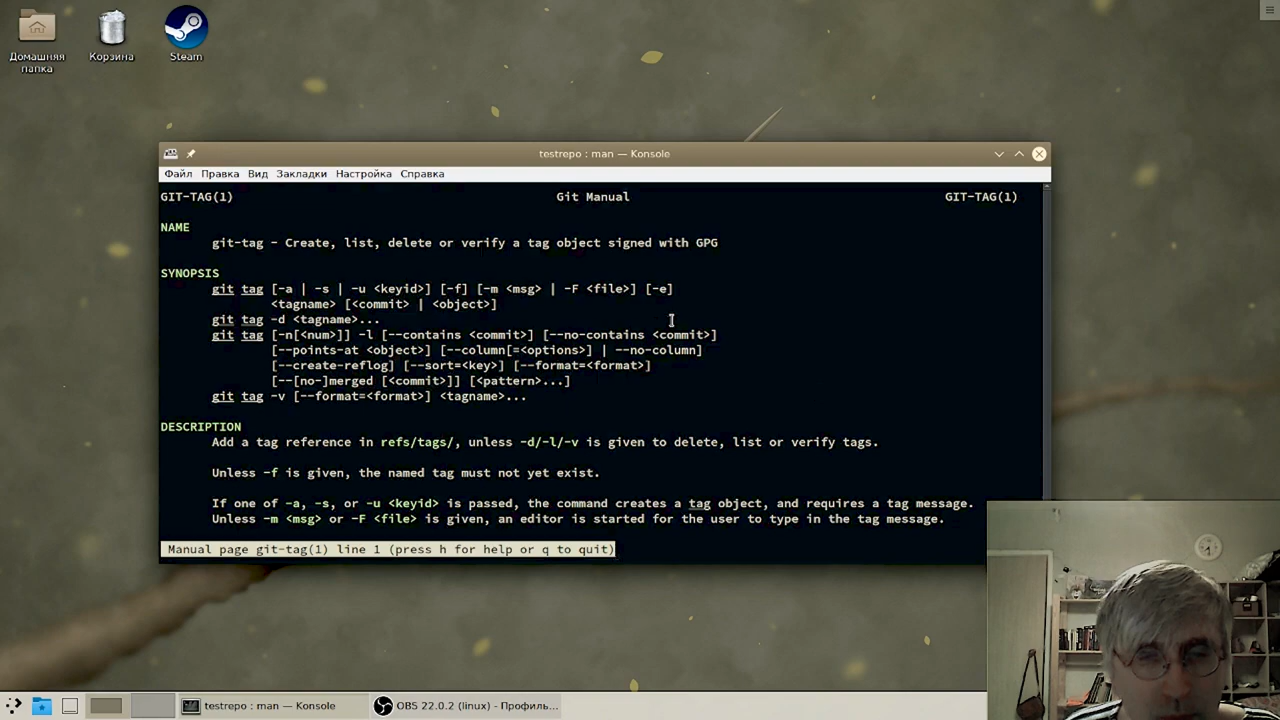 Домашняя
папка
Корзина
Steam
testrepo : man — Konsole
Файл Правка Вид Закладки Настройка Справка
GIT-TAG(1) Git Manual GIT-TAG(1)
NAME
git-tag - Create, list, delete or verify a tag object signed with GPG
SYNOPSIS
git tag [-a | -s | -u <keyid>] [-f] [-m <msg> | -F <file>] [-e]
<tagname> [<commit> | <object>]
git tag -d <tagname>...
git tag [-n[<num>]] -l [--contains <commit>] [--no-contains <commit>]
[--points-at <object>] [--column[=<options>] | --no-column]
[--create-reflog] [--sort=<key>] [--format=<format>]
[--[no-]merged [<commit>]] [<pattern>...]
git tag -v [--format=<format>] <tagname>...
DESCRIPTION
Add a tag reference in refs/tags/, unless -d/-l/-v is given to delete, list or verify tags.
Unless -f is given, the named tag must not yet exist.
If one of -a, -s, or -u <keyid> is passed, the command creates a tag object, and requires a tag message.
Unless -m <msg> or -F <file> is given, an editor is started for the user to type in the tag message.
Manual page git-tag(1) line 1 (press h for help or q to quit)
testrepo : man — Konsole
OBS 22.0.2 (linux) - Профиль...